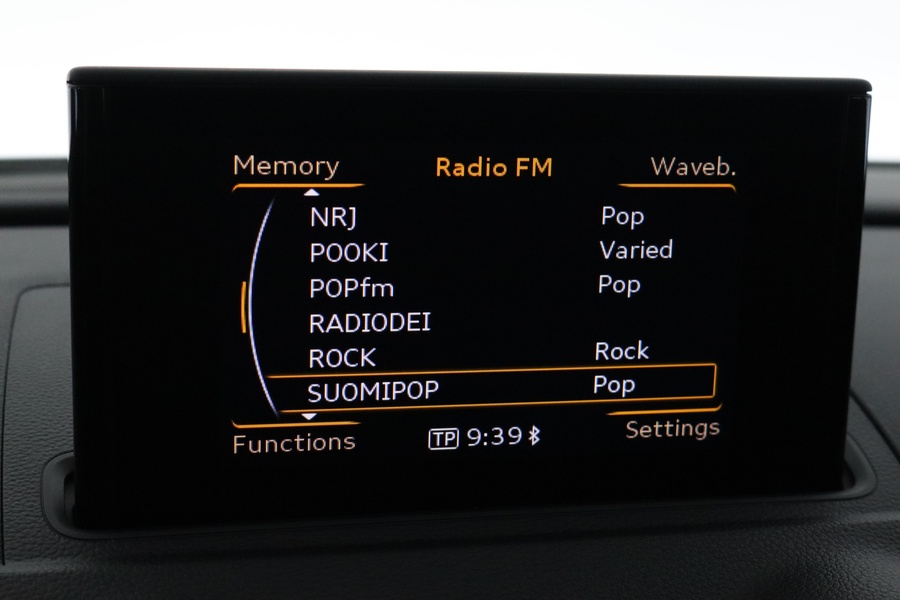 Memory Radio FM Waveb.
NRJ Pop
POOKI Varied
POPfm Pop
RADIODEI
ROCK Rock
SUOMIPOP Pop
Functions TP 9:39 Settings